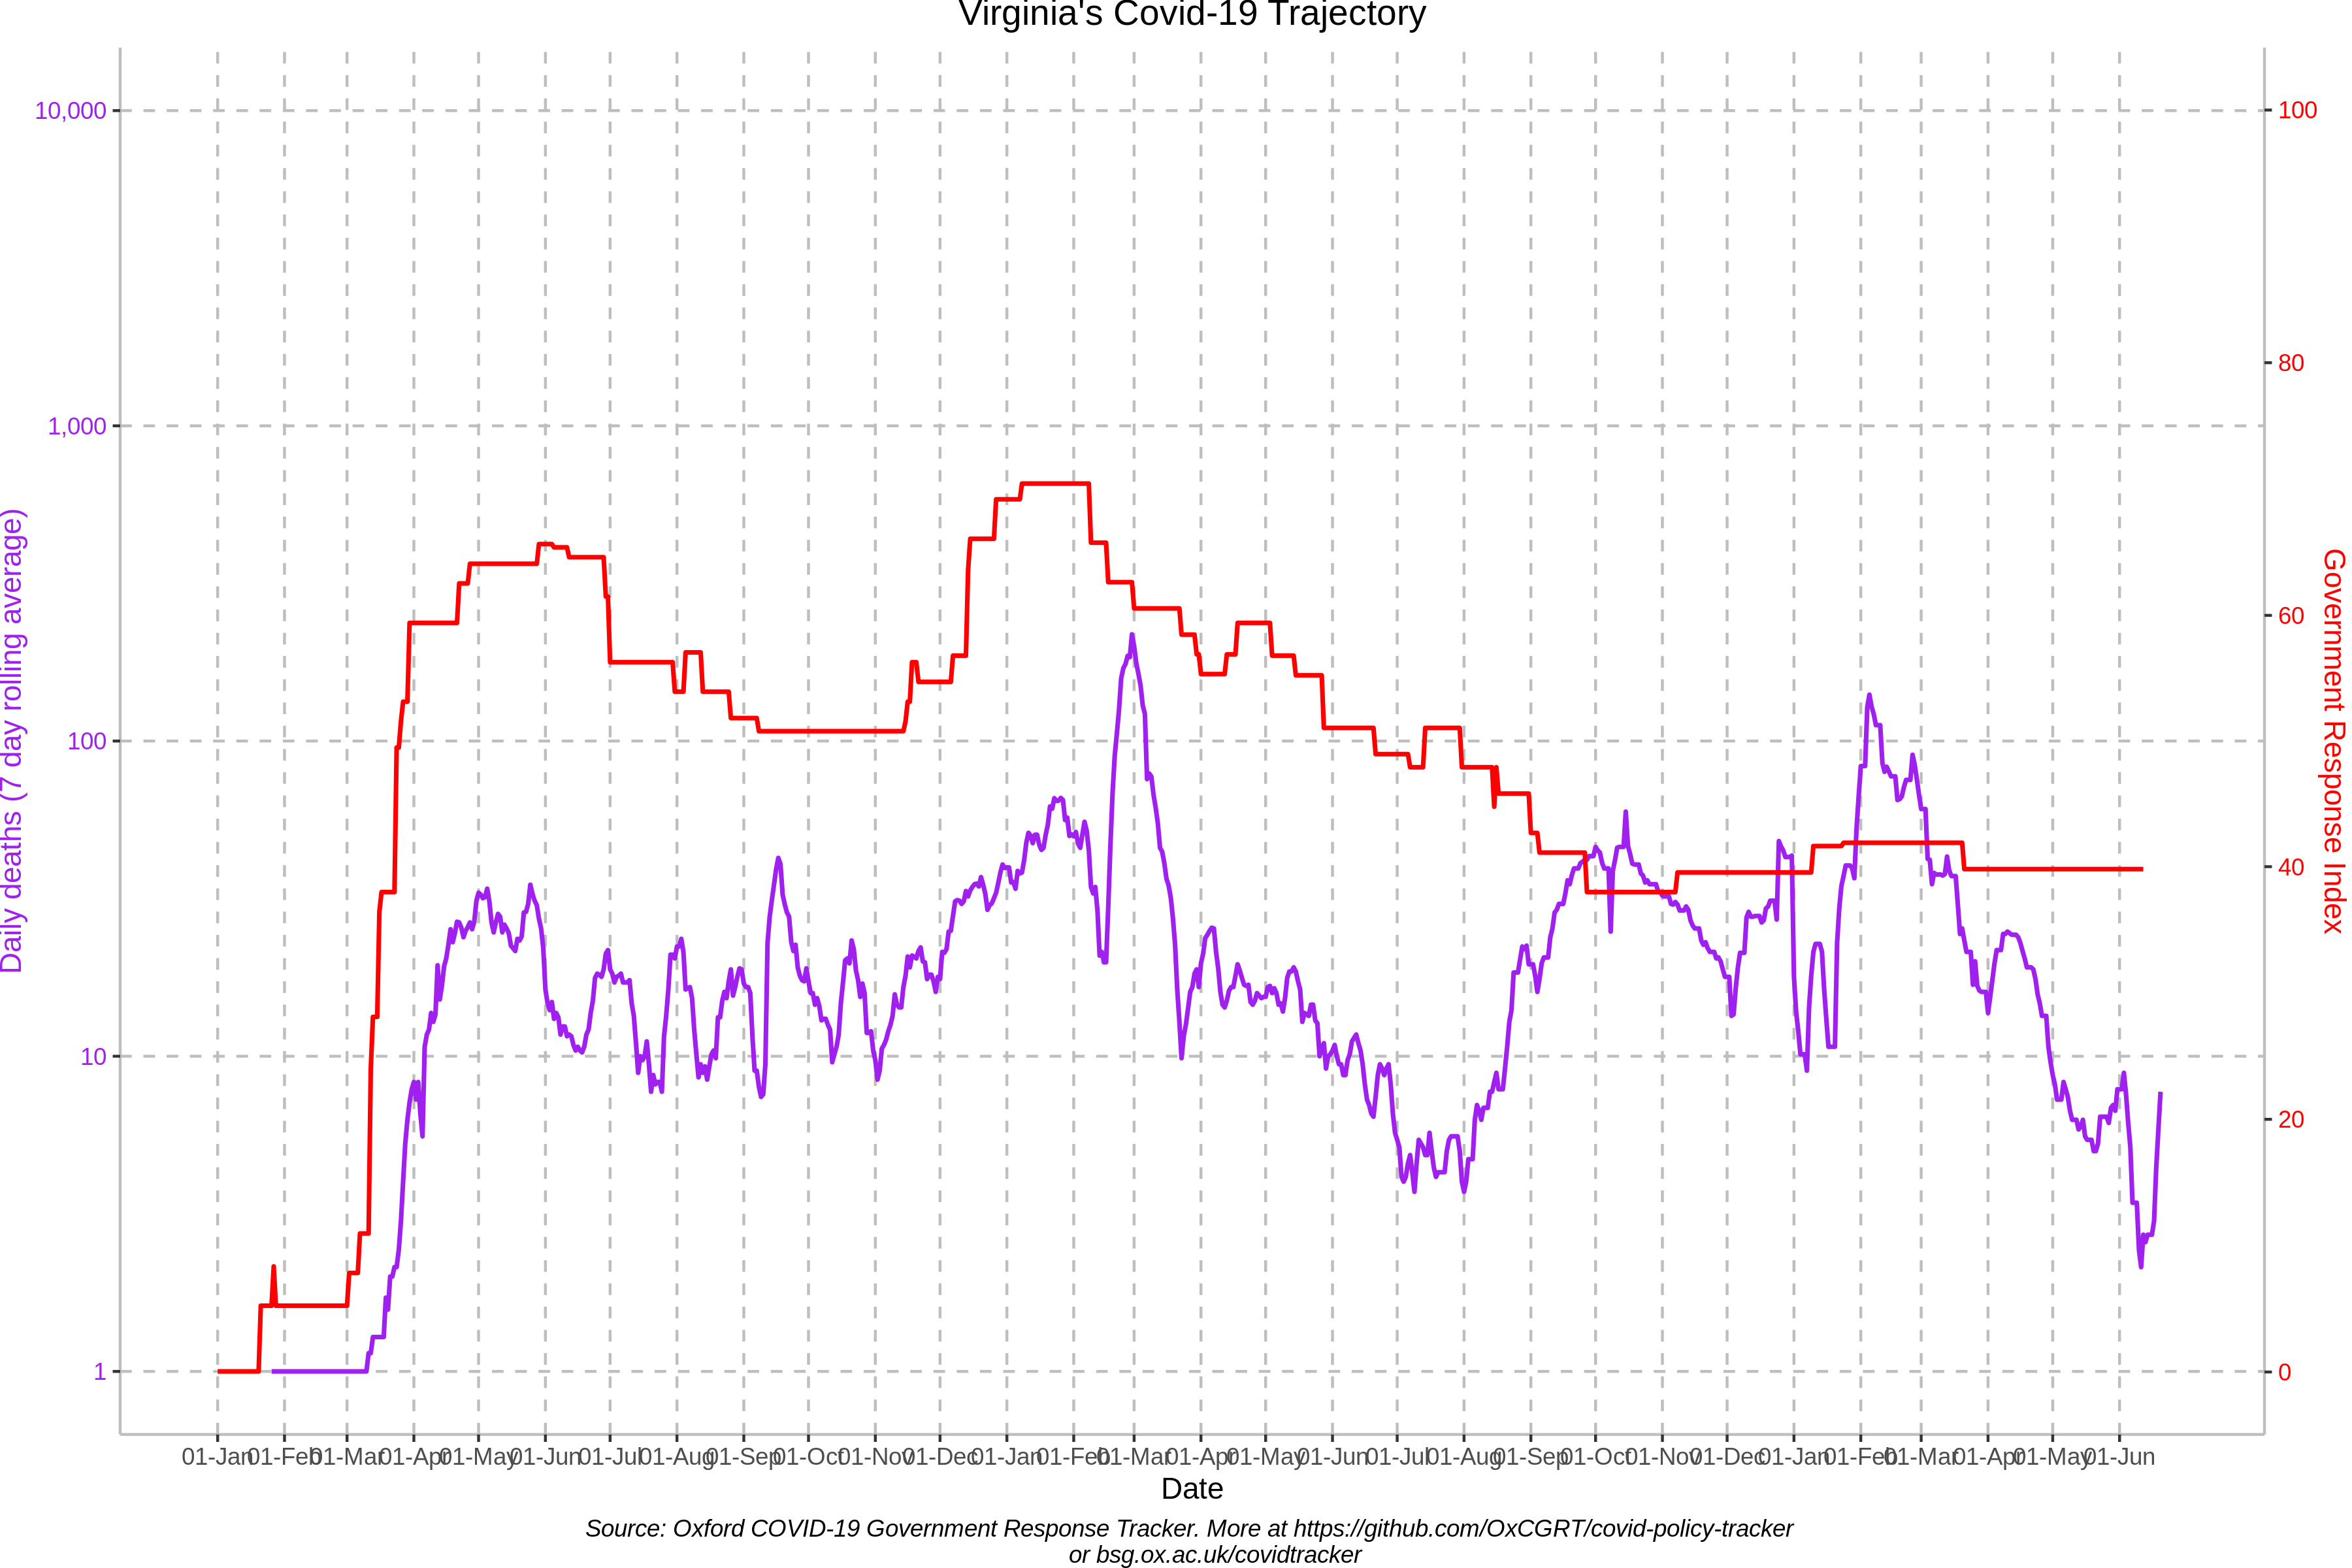 Virginia's Covid-19 Trajectory
10,000
1,000
100
10
1
Daily deaths (7 day rolling average)
100
80
60
40
20
0
Government Response Index
01-Jan 01-Feb 01-Mar 01-Apr 01-May 01-Jun 01-Jul 01-Aug 01-Sep 01-Oct 01-Nov 01-Dec 01-Jan 01-Feb 01-Mar 01-Apr 01-May 01-Jun 01-Jul 01-Aug 01-Sep 01-Oct 01-Nov 01-Dec 01-Jan 01-Feb 01-Mar 01-Apr 01-May 01-Jun
Date
Source: Oxford COVID-19 Government Response Tracker. More at https://github.com/OxCGRT/covid-policy-tracker
or bsg.ox.ac.uk/covidtracker